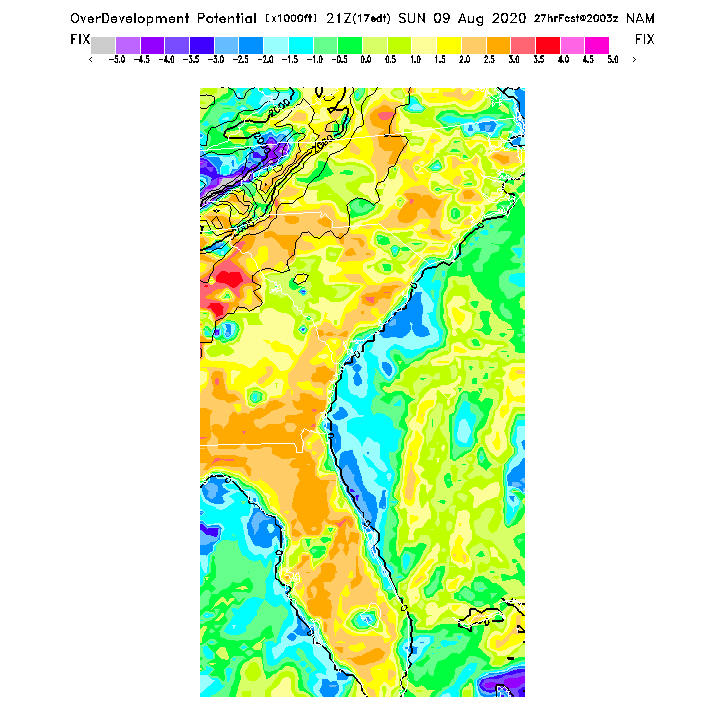 OverDevelopment Potential [x1000ft] 21Z(17edt) SUN 09 Aug 2020 27hrFcst@2003z NAM
FIX FIX
< -5.0 -4.5 -4.0 -3.5 -3.0 -2.5 -2.0 -1.5 -1.0 -0.5 0.0 0.5 1.0 1.5 2.0 2.5 3.0 3.5 4.0 4.5 5.0 >
2000
2000